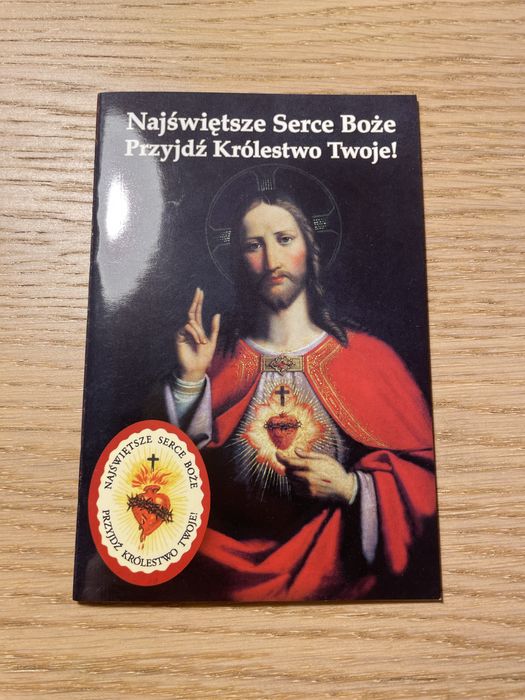 Najświętsze Serce Boże
Przyjdź Królestwo Twoje!
NAJŚWIĘTSZE SERCE BOŻE
PRZYJDŹ KRÓLESTWO TWOJE!